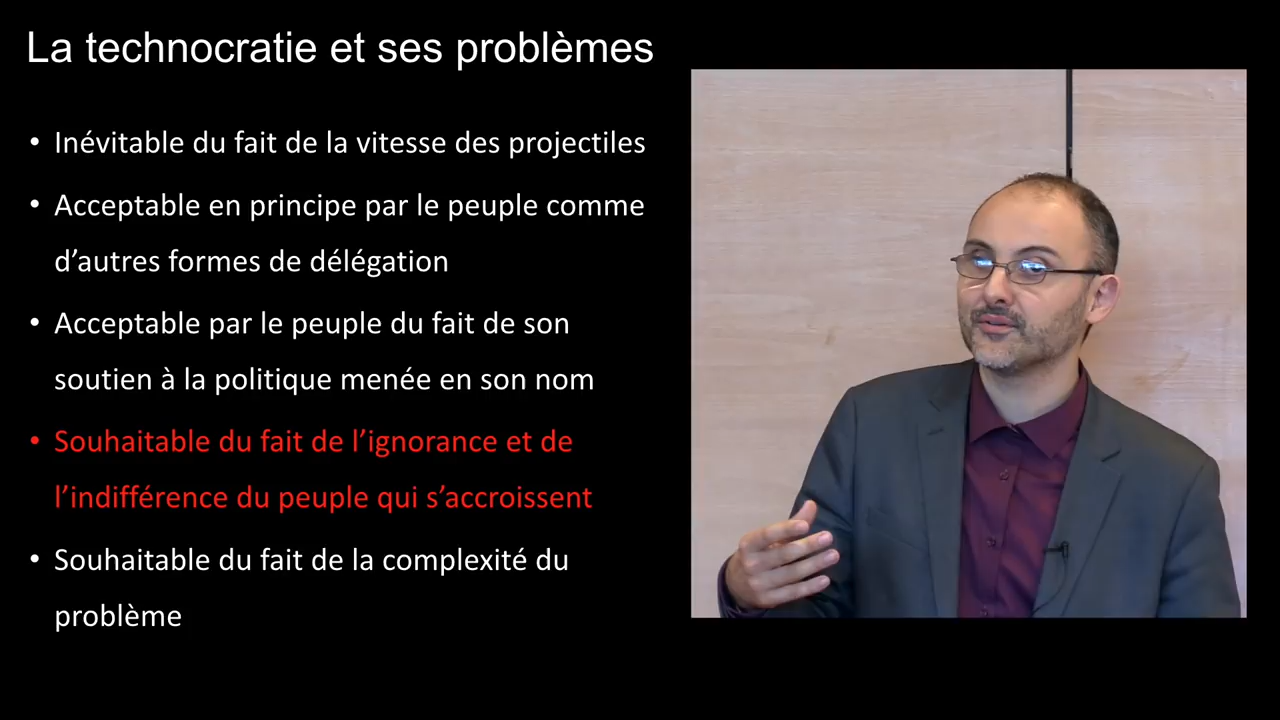 La technocratie et ses problèmes
• Inévitable du fait de la vitesse des projectiles
• Acceptable en principe par le peuple comme
d’autres formes de délégation
• Acceptable par le peuple du fait de son
soutien à la politique menée en son nom
• Souhaitable du fait de l’ignorance et de
l’indifférence du peuple qui s’accroissent
• Souhaitable du fait de la complexité du
problème